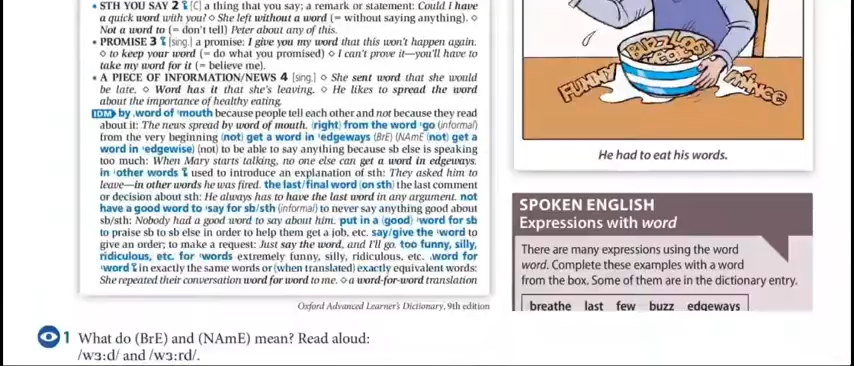 • STH YOU SAY 2 [C] a thing that you say; a remark or statement: Could I have
a quick word with you? ◇ She left without a word (= without saying anything). ◇
Not a word to (= don't tell) Peter about any of this.
• PROMISE 3 [sing.] a promise: I give you my word that this won't happen again.
◇ to keep your word (= do what you promised) ◇ I can't prove it—you'll have to
take my word for it (= believe me).
• A PIECE OF INFORMATION/NEWS 4 [sing.] ◇ She sent word that she would
be late. ◇ Word has it that she's leaving. ◇ He likes to spread the word
about the importance of healthy eating.
IDM by ˌword of ˈmouth because people tell each other and not because they read
about it: The news spread by word of mouth. (right) from the word ˈgo (informal)
from the very beginning (not) get a word in ˈedgeways (BrE) (NAmE (not) get a
word in ˈedgewise) (not) to be able to say anything because sb else is speaking
too much: When Mary starts talking, no one else can get a word in edgeways.
in ˈother words used to introduce an explanation of sth: They asked him to
leave—in other words he was fired. the last/final word (on sth) the last comment
or decision about sth: He always has to have the last word in any argument. not
have a good word to ˈsay for sb/sth (informal) to never say anything good about
sb/sth: Nobody had a good word to say about him. put in a (good) ˈword for sb
to praise sb to sb else in order to help them get a job, etc. say/give the ˈword to
give an order; to make a request: Just say the word, and I'll go. too funny, silly,
ridiculous, etc. for ˈwords extremely funny, silly, ridiculous, etc. ˌword for
ˈword in exactly the same words or (when translated) exactly equivalent words:
She repeated their conversation word for word to me. ◇ a word-for-word translation
Oxford Advanced Learner's Dictionary, 9th edition
1 What do (BrE) and (NAmE) mean? Read aloud:
/wɜːd/ and /wɜːrd/.
FUNNY
BUZZ
MINCE
He had to eat his words.
SPOKEN ENGLISH
Expressions with word
There are many expressions using the word
word. Complete these examples with a word
from the box. Some of them are in the dictionary entry.
breathe last few buzz edgeways